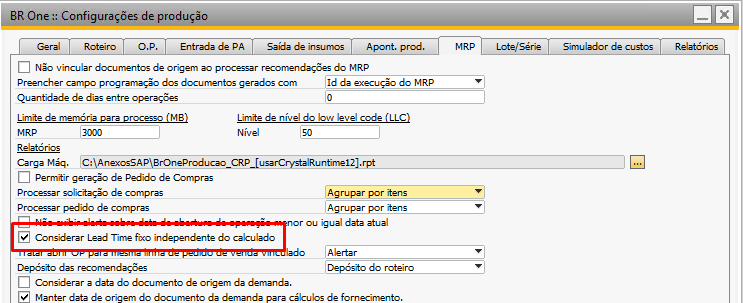 BR One :: Configurações de produção
Geral Roteiro O.P. Entrada de PA Saída de insumos Apont. prod. MRP Lote/Série Simulador de custos Relatórios
Não vincular documentos de origem ao processar recomendações do MRP
Preencher campo programação dos documentos gerados com Id da execução do MRP
Quantidade de dias entre operações 0
Limite de memória para processo (MB) Limite de nível do low level code (LLC)
MRP 3000 Nível 50
Relatórios
Carga Máq. C:\AnexosSAP\BrOneProducao_CRP_[usarCrystalRuntime12].rpt ...
Permitir geração de Pedido de Compras
Processar solicitação de compras Agrupar por itens
Processar pedido de compras Agrupar por itens
Não exibir alerta sobre data de abertura da operação menor ou igual data atual
Considerar Lead Time fixo independente do calculado
Tratar abrir OP para mesma linha de pedido de venda vinculado Alertar
Depósito das recomendações Depósito do roteiro
Considerar a data do documento de origem da demanda.
Manter data de origem do documento da demanda para cálculos de fornecimento.